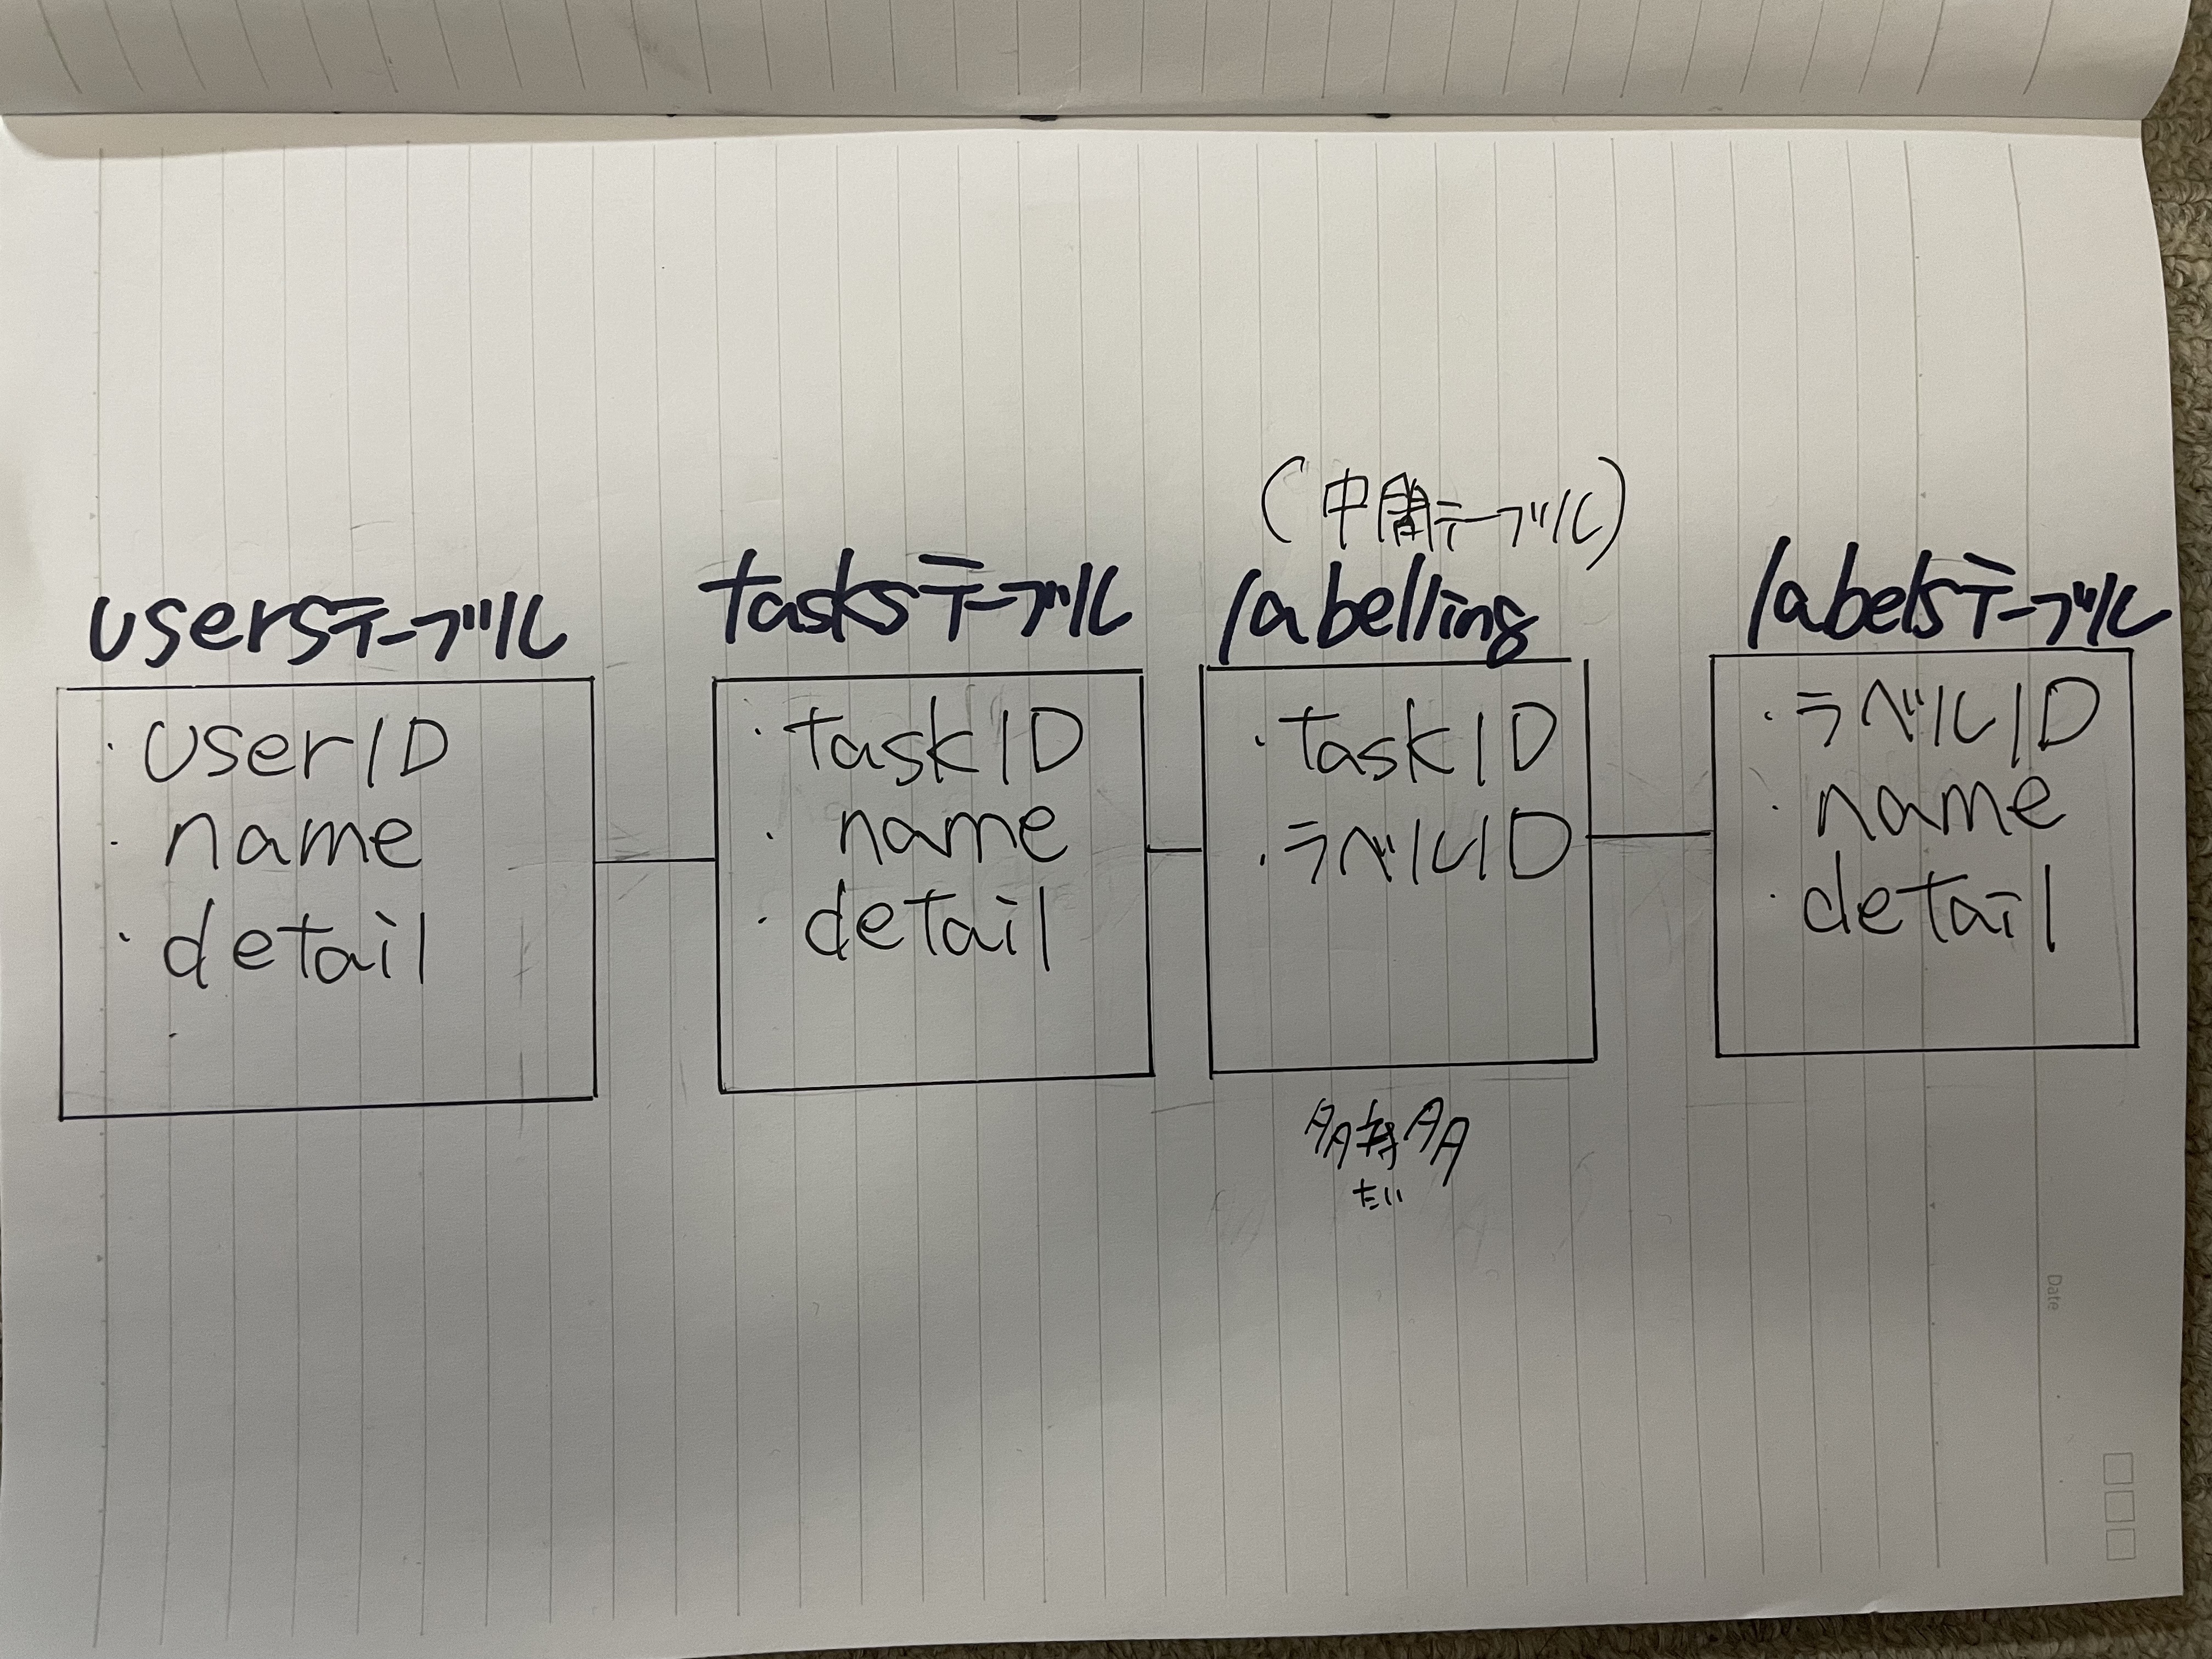 usersテーブル
・userID
・name
・detail
・
tasksテーブル
・taskID
・name
・detail
(中間テーブル)
labelling
・taskID
・ラベルID
多対多
たい
labelsテーブル
・ラベルID
・name
・detail
Date